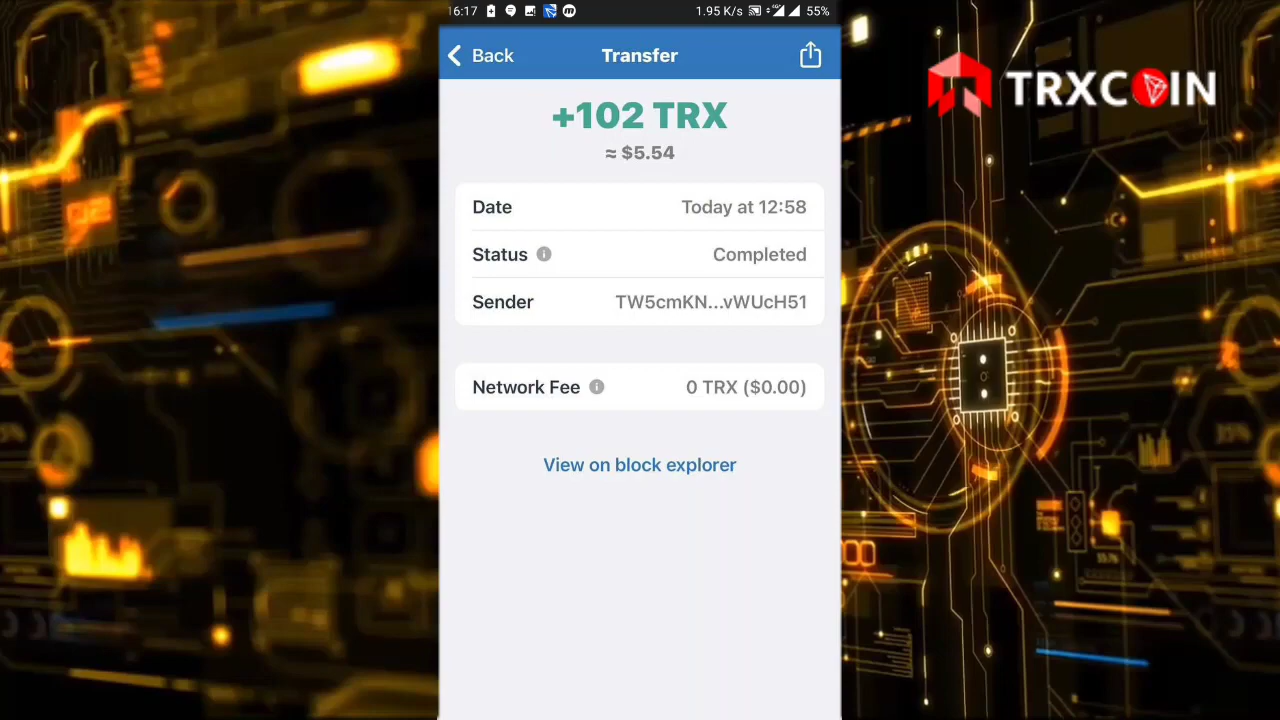 16:17
1.95 K/s 55%
Back
Transfer
+102 TRX
≈ $5.54
Date
Today at 12:58
Status
Completed
Sender
TW5cmKN...vWUcH51
Network Fee
0 TRX ($0.00)
View on block explorer
TRXCOIN